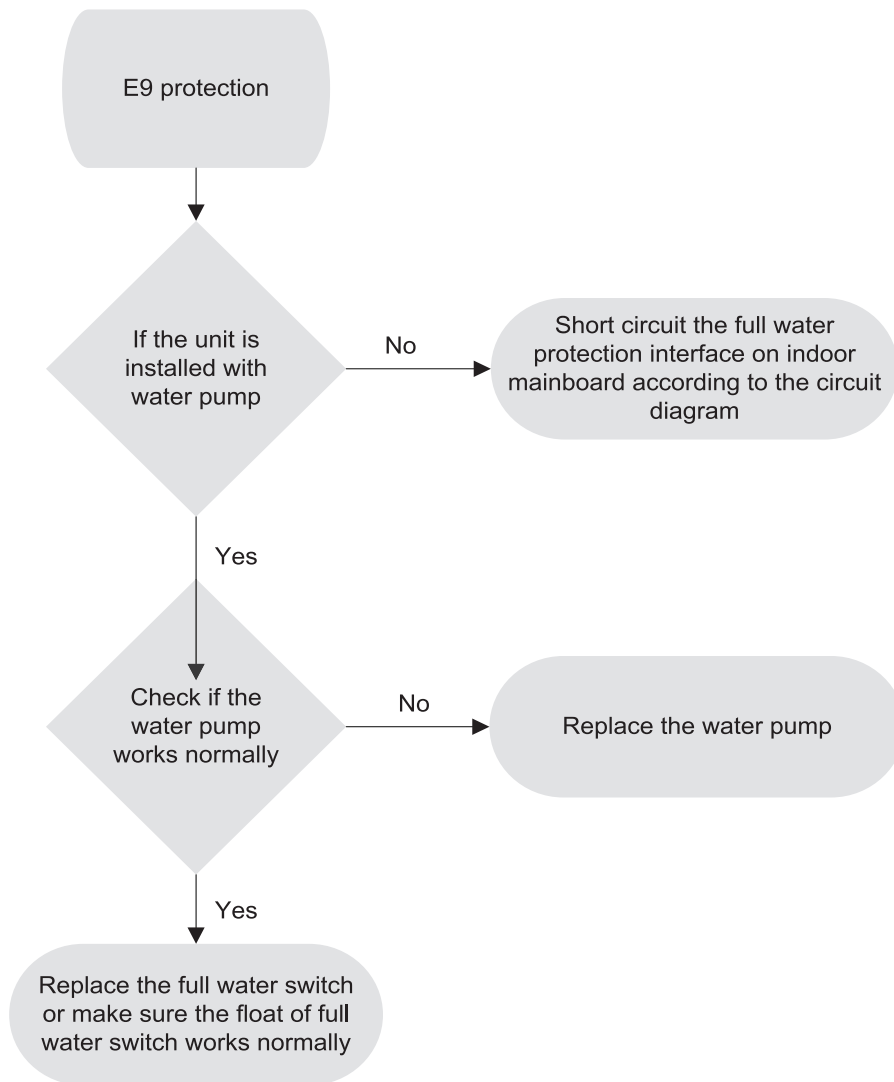 E9 protection
If the unit is
installed with
water pump
No
Short circuit the full water
protection interface on indoor
mainboard according to the circuit
diagram
Yes
Check if the
water pump
works normally
No
Replace the water pump
Yes
Replace the full water switch
or make sure the float of full
water switch works normally